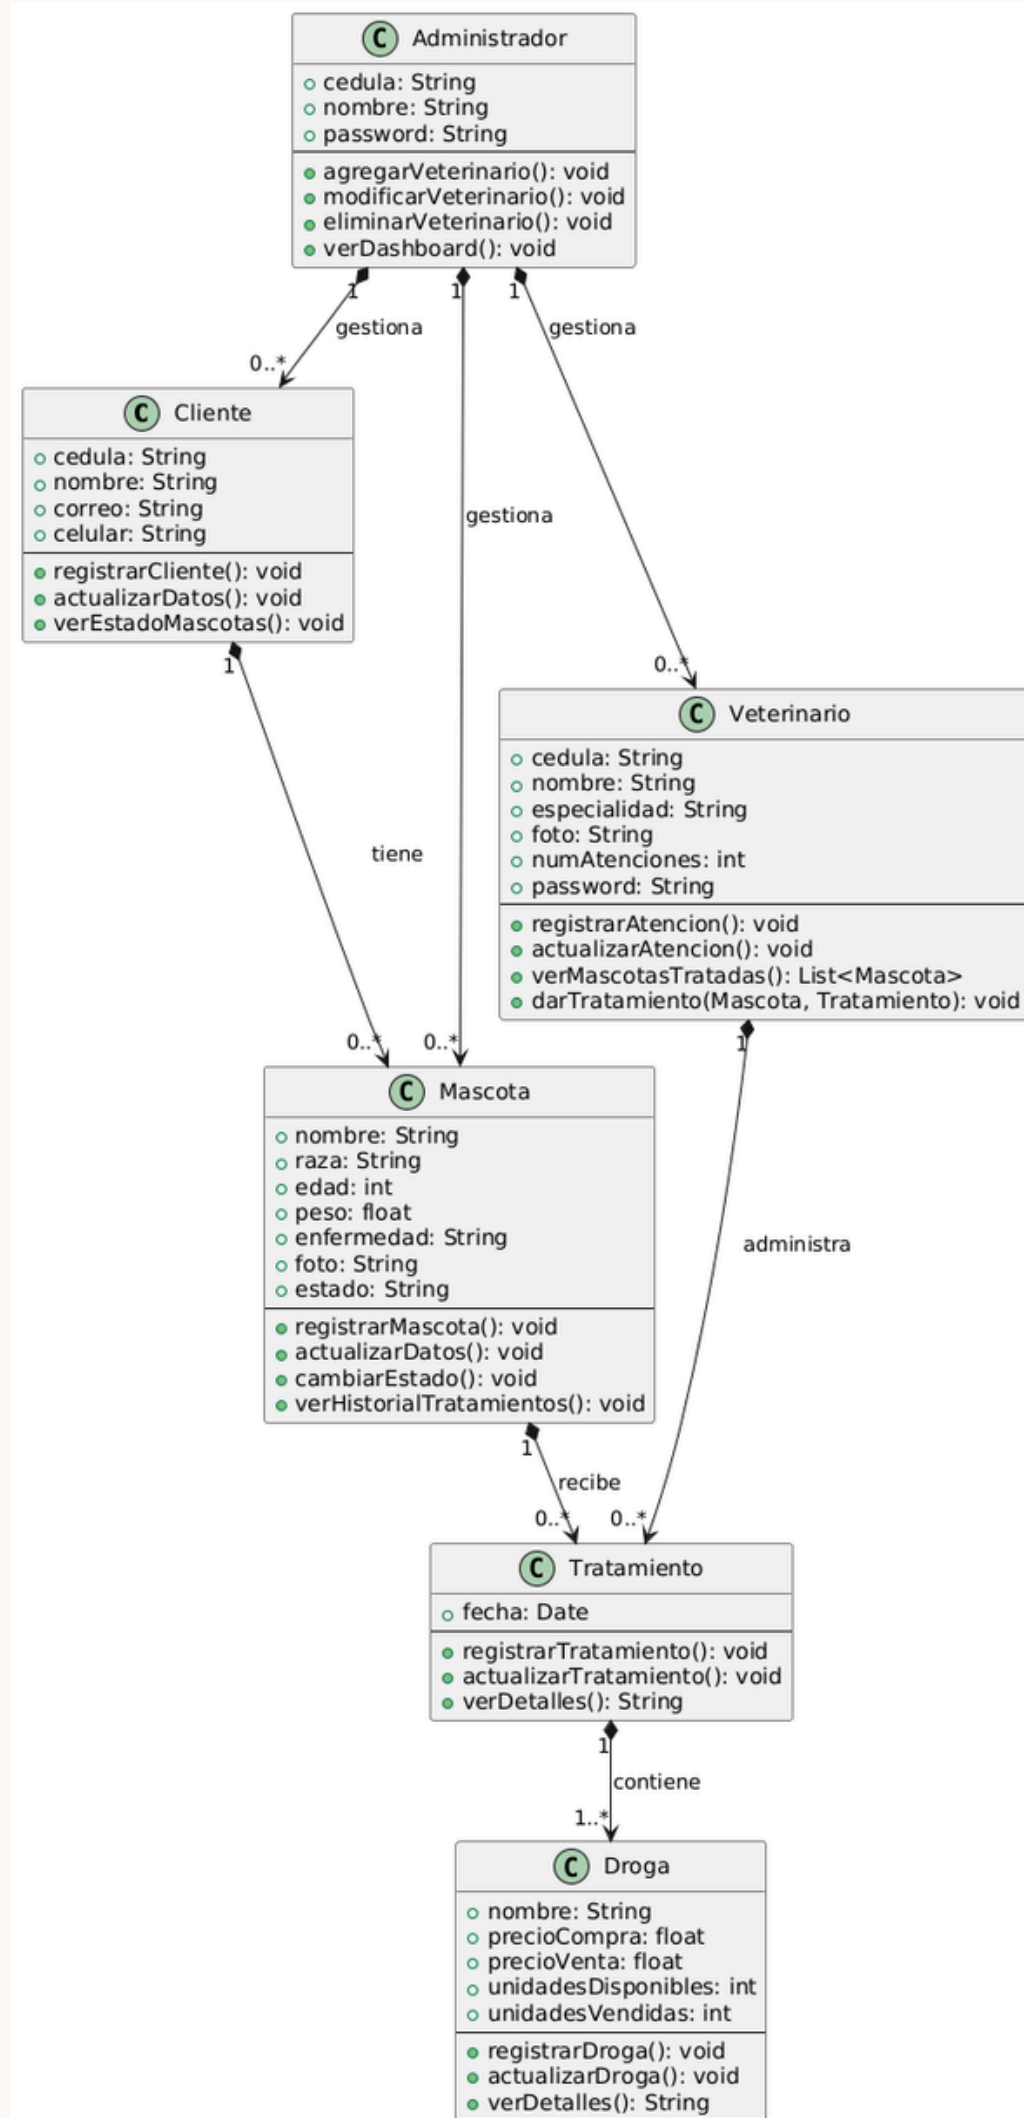 C Administrador
cedula: String
nombre: String
password: String
agregarVeterinario(): void
modificarVeterinario(): void
eliminarVeterinario(): void
verDashboard(): void
1
1
1
gestiona
gestiona
0..*
C Cliente
cedula: String
nombre: String
correo: String
celular: String
registrarCliente(): void
actualizarDatos(): void
verEstadoMascotas(): void
gestiona
1
0..*
C Veterinario
cedula: String
nombre: String
especialidad: String
foto: String
numAtenciones: int
password: String
registrarAtencion(): void
actualizarAtencion(): void
verMascotasTratadas(): List<Mascota>
darTratamiento(Mascota, Tratamiento): void
tiene
0..*
0..*
1
C Mascota
nombre: String
raza: String
edad: int
peso: float
enfermedad: String
foto: String
estado: String
registrarMascota(): void
actualizarDatos(): void
cambiarEstado(): void
verHistorialTratamientos(): void
administra
1
recibe
0..*
0..*
C Tratamiento
fecha: Date
registrarTratamiento(): void
actualizarTratamiento(): void
verDetalles(): String
1
contiene
1..*
C Droga
nombre: String
precioCompra: float
precioVenta: float
unidadesDisponibles: int
unidadesVendidas: int
registrarDroga(): void
actualizarDroga(): void
verDetalles(): String